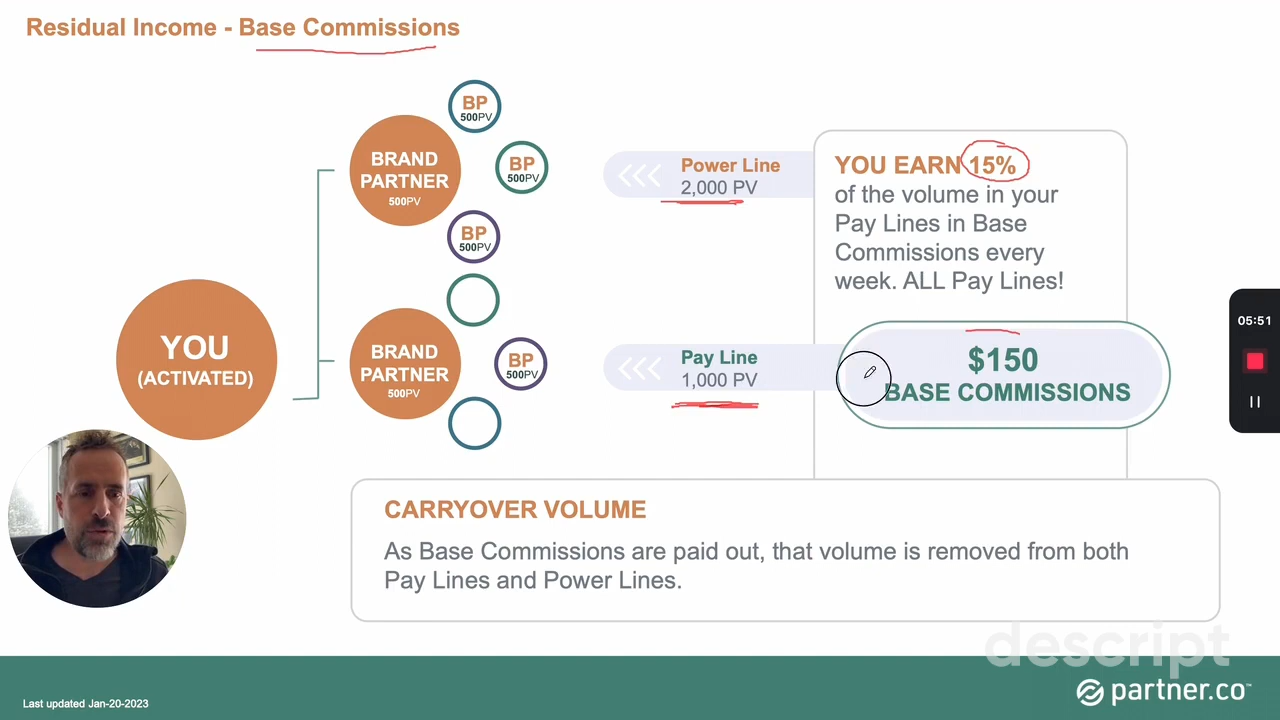 Residual Income - Base Commissions
BP
500PV
BRAND
PARTNER
500PV
BP
500PV
BP
500PV
Power Line
2,000 PV
YOU EARN 15%
of the volume in your
Pay Lines in Base
Commissions every
week. ALL Pay Lines!
YOU
(ACTIVATED)
BRAND
PARTNER
500PV
BP
500PV
Pay Line
1,000 PV
$150
BASE COMMISSIONS
05:51
CARRYOVER VOLUME
As Base Commissions are paid out, that volume is removed from both
Pay Lines and Power Lines.
descript
Last updated Jan-20-2023
partner.co™